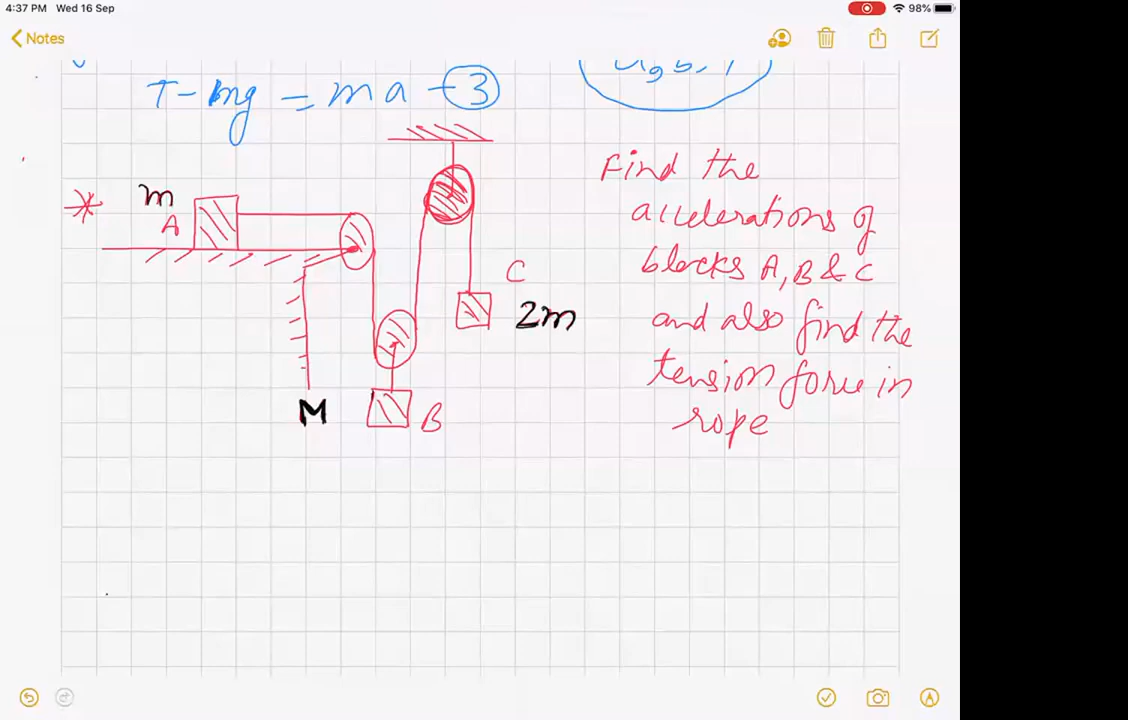 4:37 PM Wed 16 Sep
98%
Notes
T - mg = ma - 3
m
A
C
2m
M
B
Find the
accelerations of
blocks A, B & C
and also find the
tension force in
rope